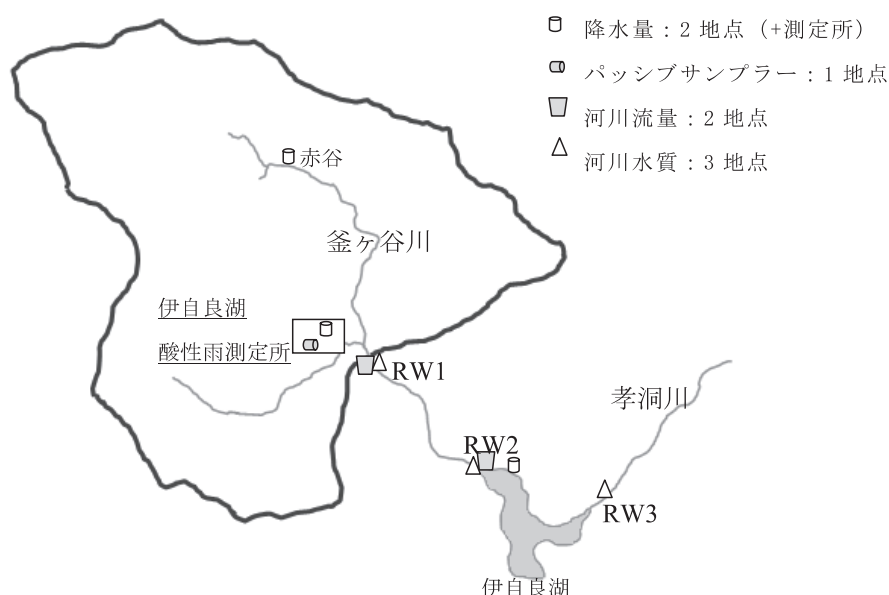 降水量：2 地点（+測定所）
パッシブサンプラー：1 地点
河川流量：2 地点
河川水質：3 地点
赤谷
釜ヶ谷川
伊自良湖
酸性雨測定所
RW1
孝洞川
RW2
RW3
伊自良湖